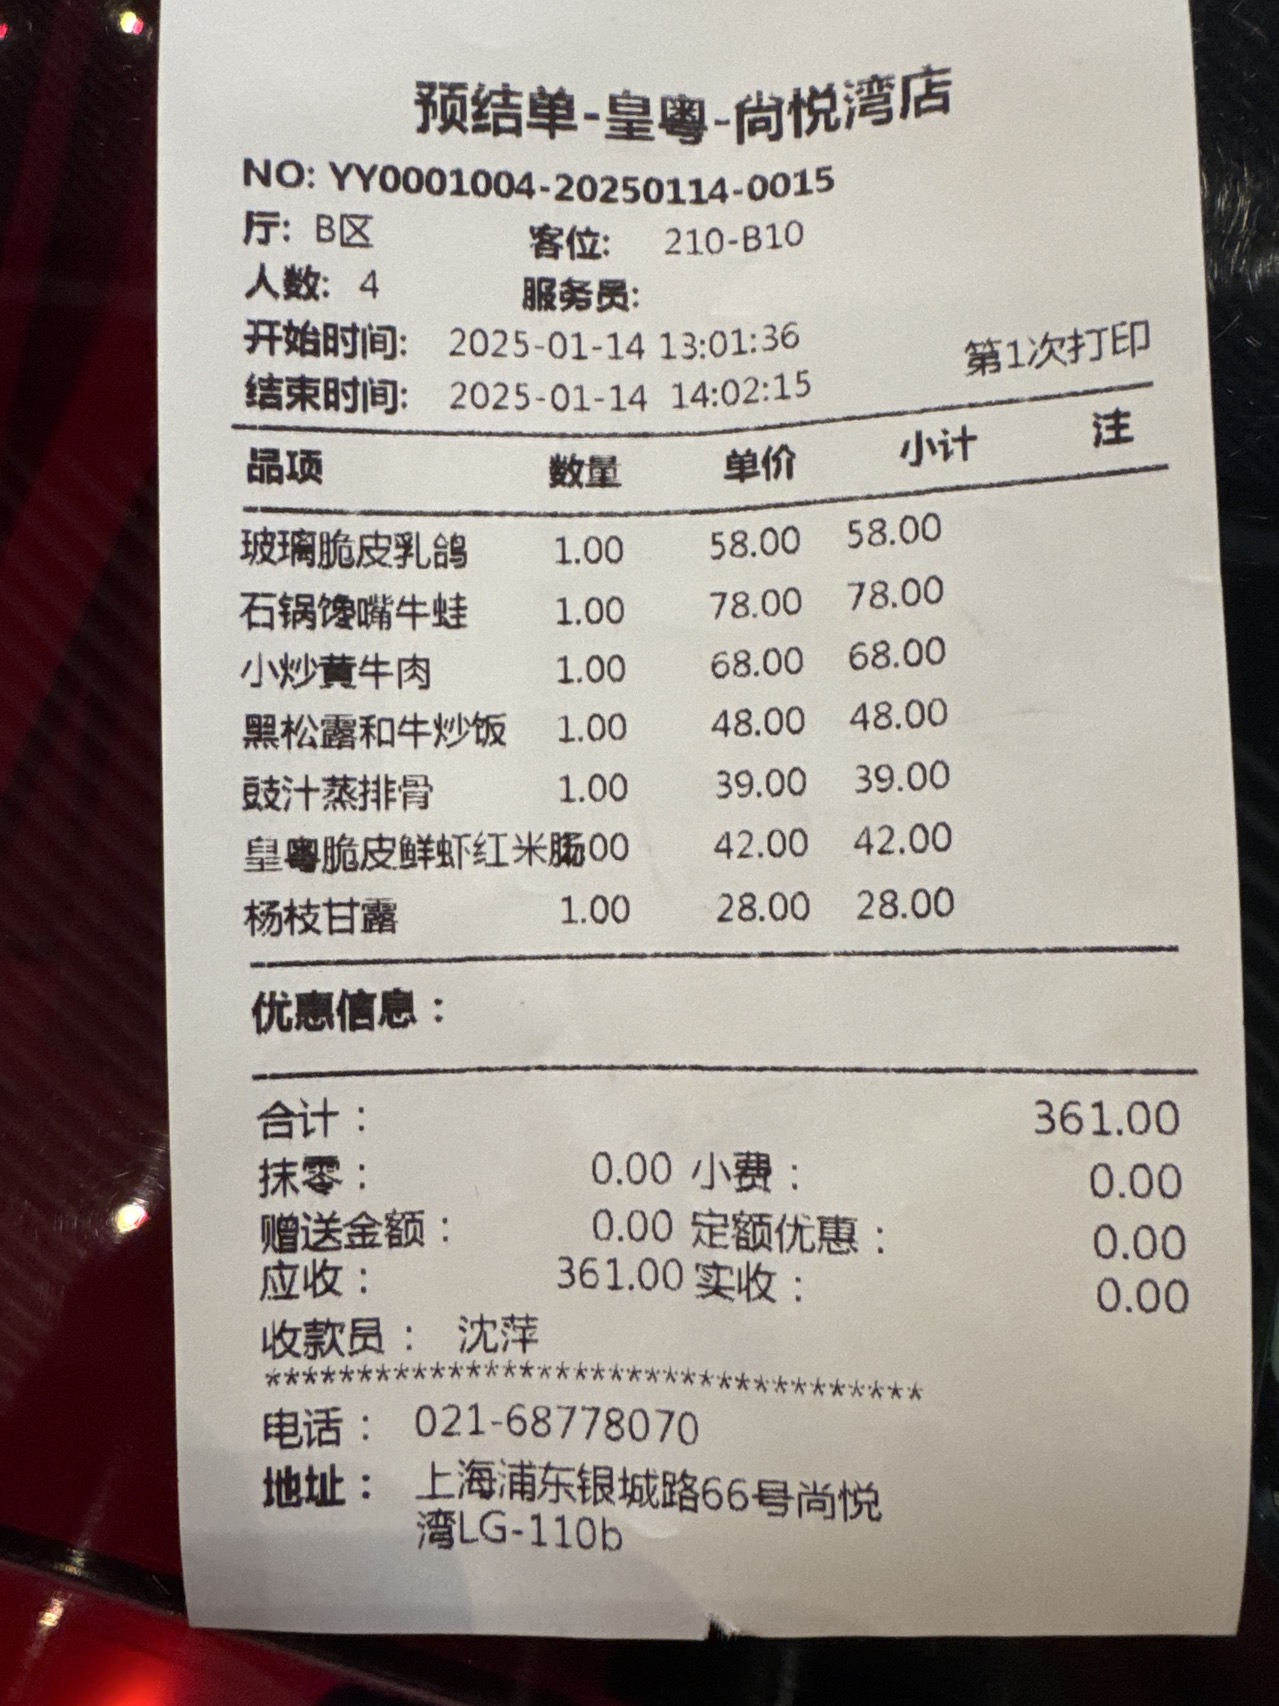 预结单-皇粤-尚悦湾店
NO: YY0001004-20250114-0015
厅: B区 客位: 210-B10
人数: 4 服务员:
开始时间: 2025-01-14 13:01:36
第1次打印
结束时间: 2025-01-14 14:02:15
品项 数量 单价 小计 注
玻璃脆皮乳鸽 1.00 58.00 58.00
石锅馋嘴牛蛙 1.00 78.00 78.00
小炒黄牛肉 1.00 68.00 68.00
黑松露和牛炒饭 1.00 48.00 48.00
豉汁蒸排骨 1.00 39.00 39.00
皇粤脆皮鲜虾红米肠00 42.00 42.00
杨枝甘露 1.00 28.00 28.00
优惠信息：
合计： 361.00
抹零： 0.00 小费： 0.00
赠送金额： 0.00 定额优惠： 0.00
应收： 361.00 实收： 0.00
收款员： 沈萍
************************************
电话： 021-68778070
地址： 上海浦东银城路66号尚悦
湾LG-110b